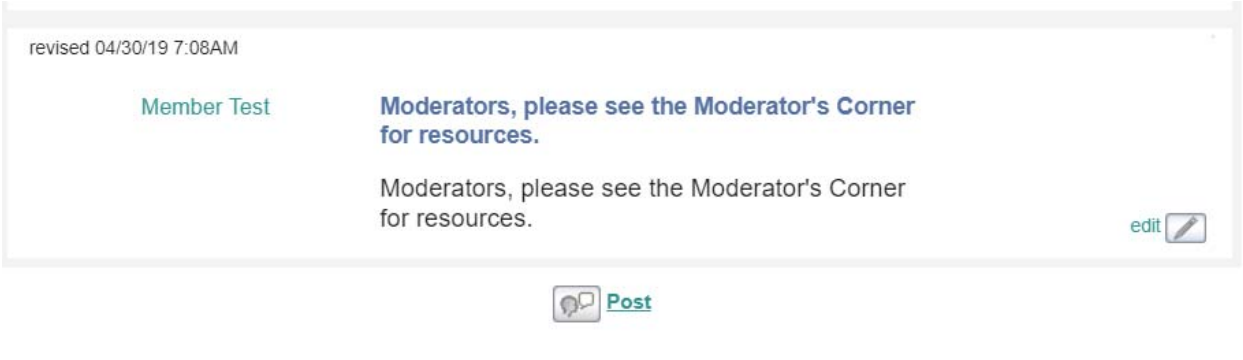 revised 04/30/19 7:08AM
Member Test
Moderators, please see the Moderator's Corner
for resources.
Moderators, please see the Moderator's Corner
for resources.
edit
Post